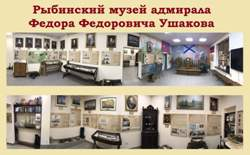 Рыбинский музей адмирала
Федора Федоровича Ушакова